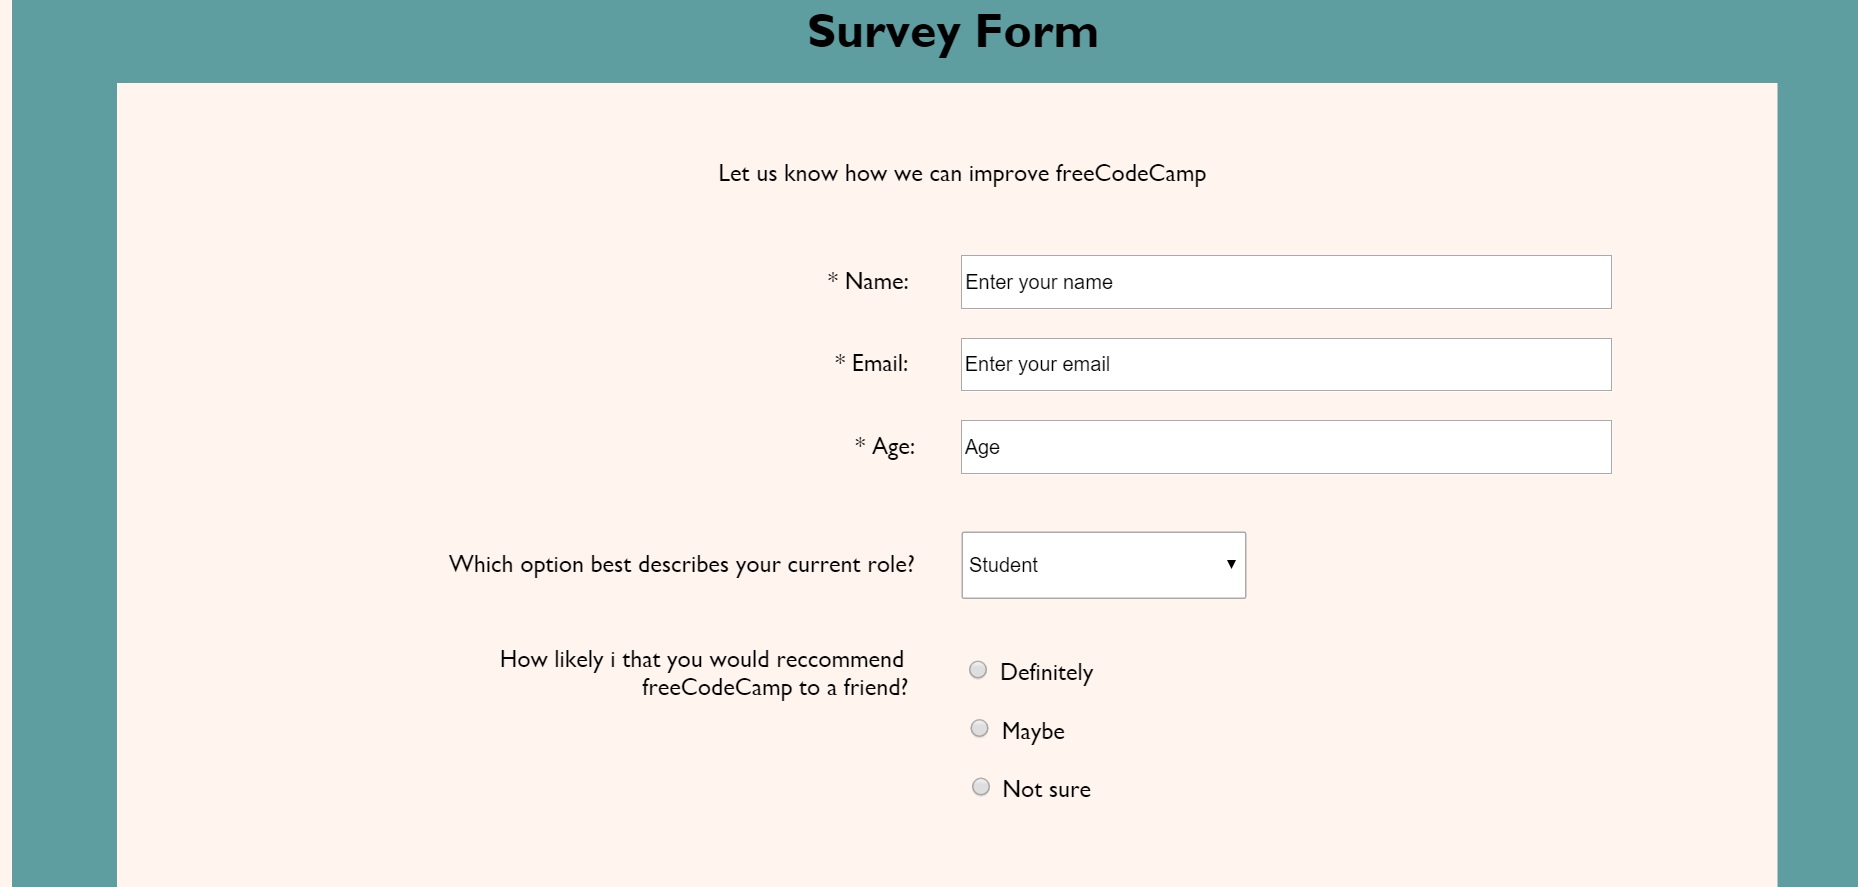 Survey Form
Let us know how we can improve freeCodeCamp
* Name:
Enter your name
* Email:
Enter your email
* Age:
Age
Which option best describes your current role?
Student
How likely i that you would reccommend
freeCodeCamp to a friend?
Definitely
Maybe
Not sure